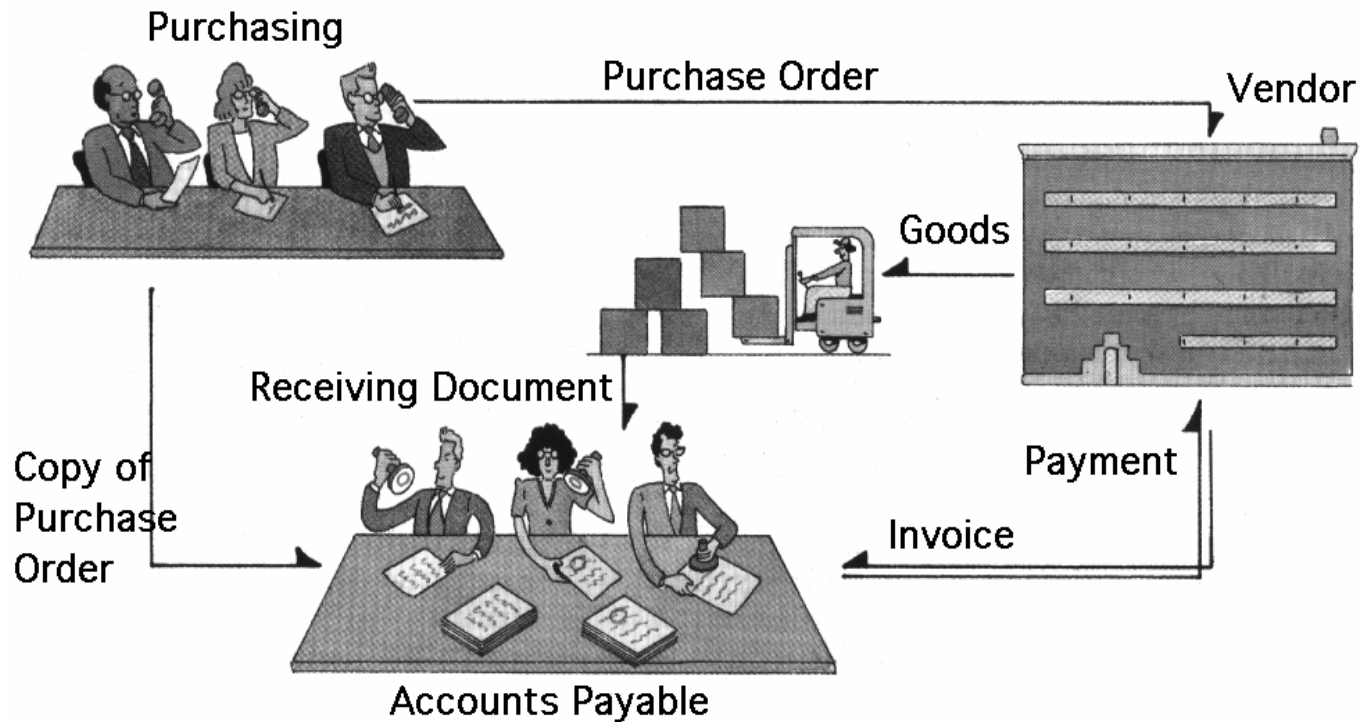 Purchasing
Purchase Order
Vendor
Goods
Receiving Document
Copy of
Purchase
Order
Payment
Invoice
Accounts Payable